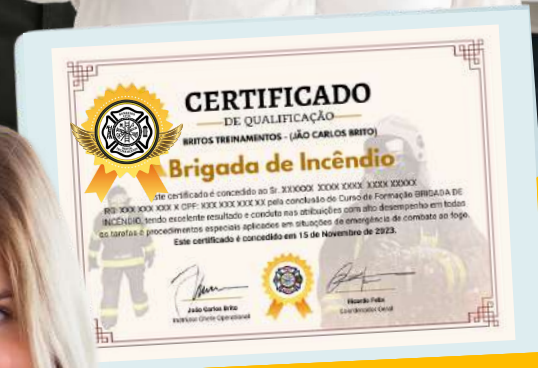 CERTIFICADO
DE QUALIFICAÇÃO
BRITOS TREINAMENTOS - (JÃO CARLOS BRITO)
Brigada de Incêndio
ste certificado é concedido ao Sr. XXXXXX XXXX XXXX XXXX XXXXX
RG: XXX XXX XXX X CPF: XXX XXX XXX XX pela conclusão do Curso de Formação BRIGADA DE
INCÊNDIO, tendo excelente resultado e conduta nas atribuições com alto desempenho em todas
as tarefas e procedimentos especiais aplicados em situações de emergência de combate ao fogo.
Este certificado é concedido em 15 de Novembro de 2023.
João Carlos Brito
Instrutor Chefe Operacional
Ricardo Felix
Coordenador Geral